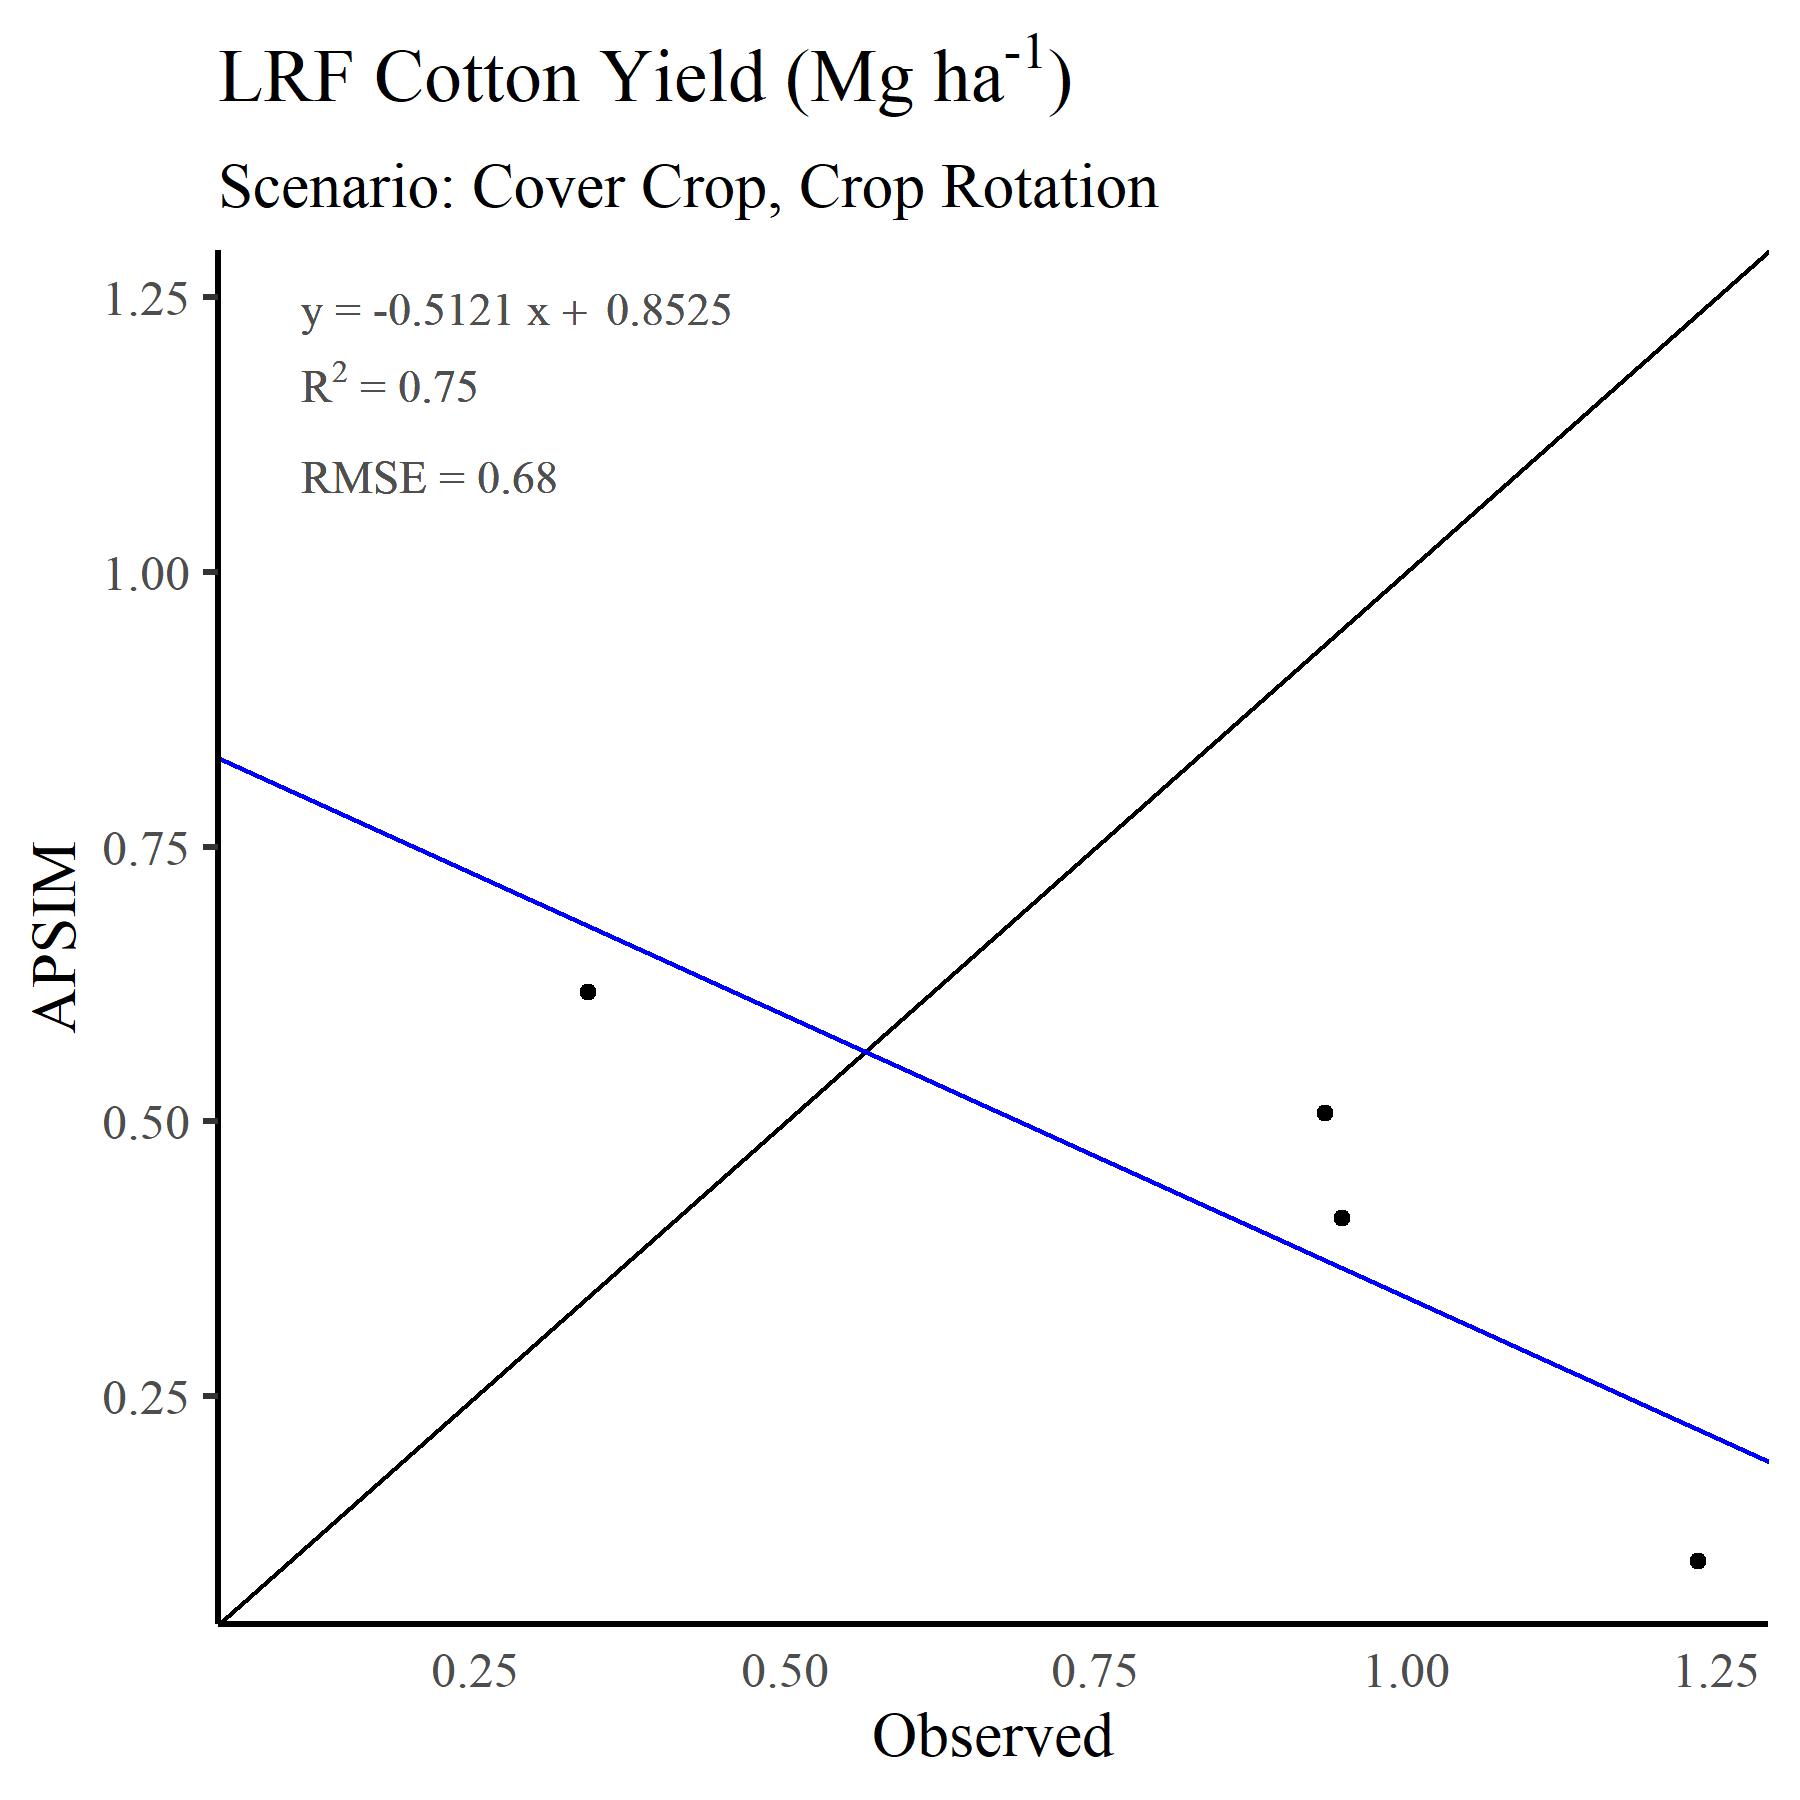 LRF Cotton Yield (Mg ha⁻¹)
Scenario: Cover Crop, Crop Rotation
y = -0.5121 x + 0.8525
R² = 0.75
RMSE = 0.68
1.25
1.00
0.75
0.50
0.25
APSIM
0.25 0.50 0.75 1.00 1.25
Observed